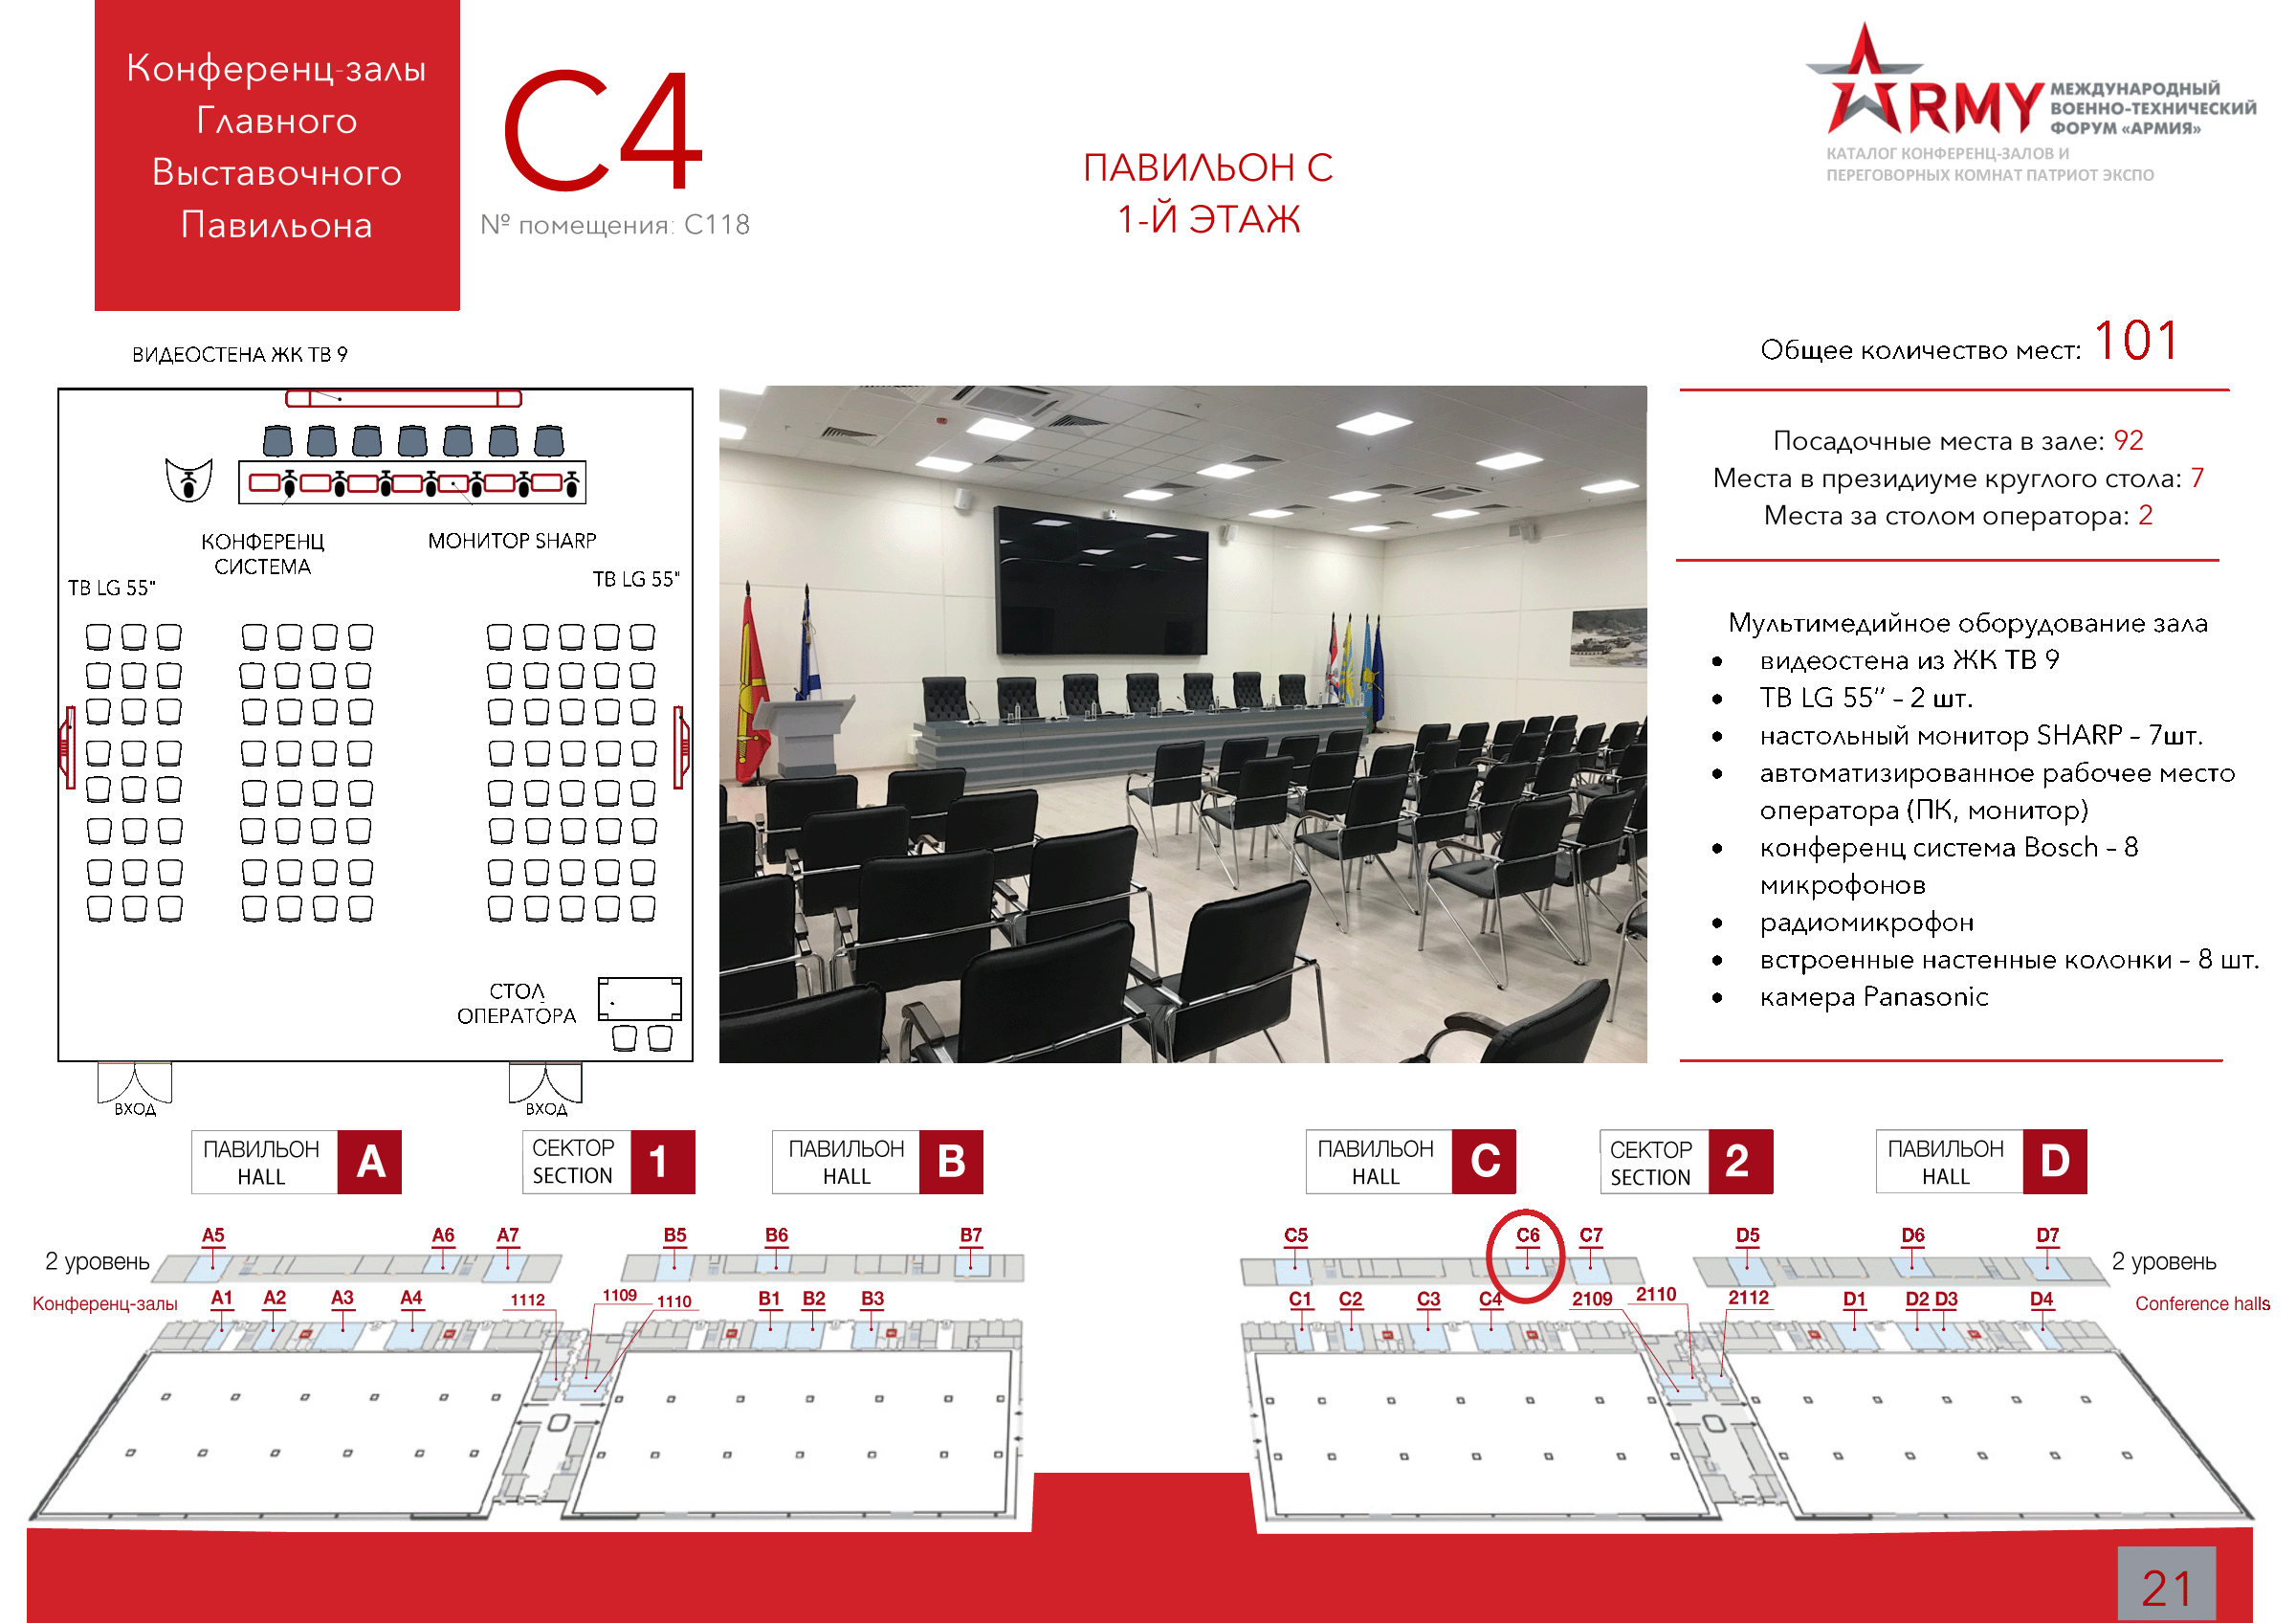 Конференц-залы
Главного
Выставочного
Павильона
C4
№ помещения: C118
ПАВИЛЬОН С
1-Й ЭТАЖ
ARMY
МЕЖДУНАРОДНЫЙ
ВОЕННО-ТЕХНИЧЕСКИЙ
ФОРУМ «АРМИЯ»
КАТАЛОГ КОНФЕРЕНЦ-ЗАЛОВ И
ПЕРЕГОВОРНЫХ КОМНАТ ПАТРИОТ ЭКСПО
ВИДЕОСТЕНА ЖК ТВ 9
КОНФЕРЕНЦ
СИСТЕМА
МОНИТОР SHARP
ТВ LG 55"
ТВ LG 55"
СТОЛ
ОПЕРАТОРА
ВХОД
ВХОД
Общее количество мест: 101
Посадочные места в зале: 92
Места в президиуме круглого стола: 7
Места за столом оператора: 2
Мультимедийное оборудование зала
• видеостена из ЖК ТВ 9
• ТВ LG 55’’ – 2 шт.
• настольный монитор SHARP – 7шт.
• автоматизированное рабочее место
оператора (ПК, монитор)
• конференц система Bosch – 8
микрофонов
• радиомикрофон
• встроенные настенные колонки – 8 шт.
• камера Panasonic
ПАВИЛЬОН
HALL
A
СЕКТОР
SECTION
1
ПАВИЛЬОН
HALL
B
ПАВИЛЬОН
HALL
C
СЕКТОР
SECTION
2
ПАВИЛЬОН
HALL
D
2 уровень
A5 A6 A7 B5 B6 B7 C5 C6 C7 D5 D6 D7
2 уровень
Конференц-залы
A1 A2 A3 A4 1112 1109 1110 B1 B2 B3 C1 C2 C3 C4 2109 2110 2112 D1 D2 D3 D4
Conference halls
21